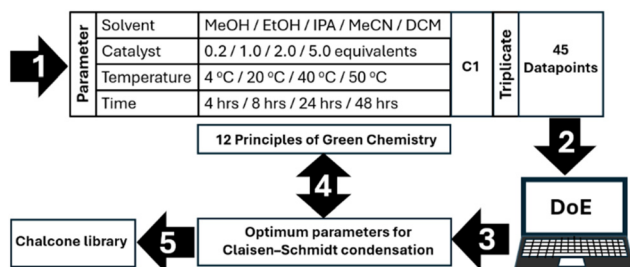 1
Parameter
Solvent MeOH / EtOH / IPA / MeCN / DCM
Catalyst 0.2 / 1.0 / 2.0 / 5.0 equivalents
Temperature 4 °C / 20 °C / 40 °C / 50 °C
Time 4 hrs / 8 hrs / 24 hrs / 48 hrs
C1
Triplicate
45
Datapoints
2
12 Principles of Green Chemistry
4
DoE
3
Optimum parameters for
Claisen–Schmidt condensation
5
Chalcone library